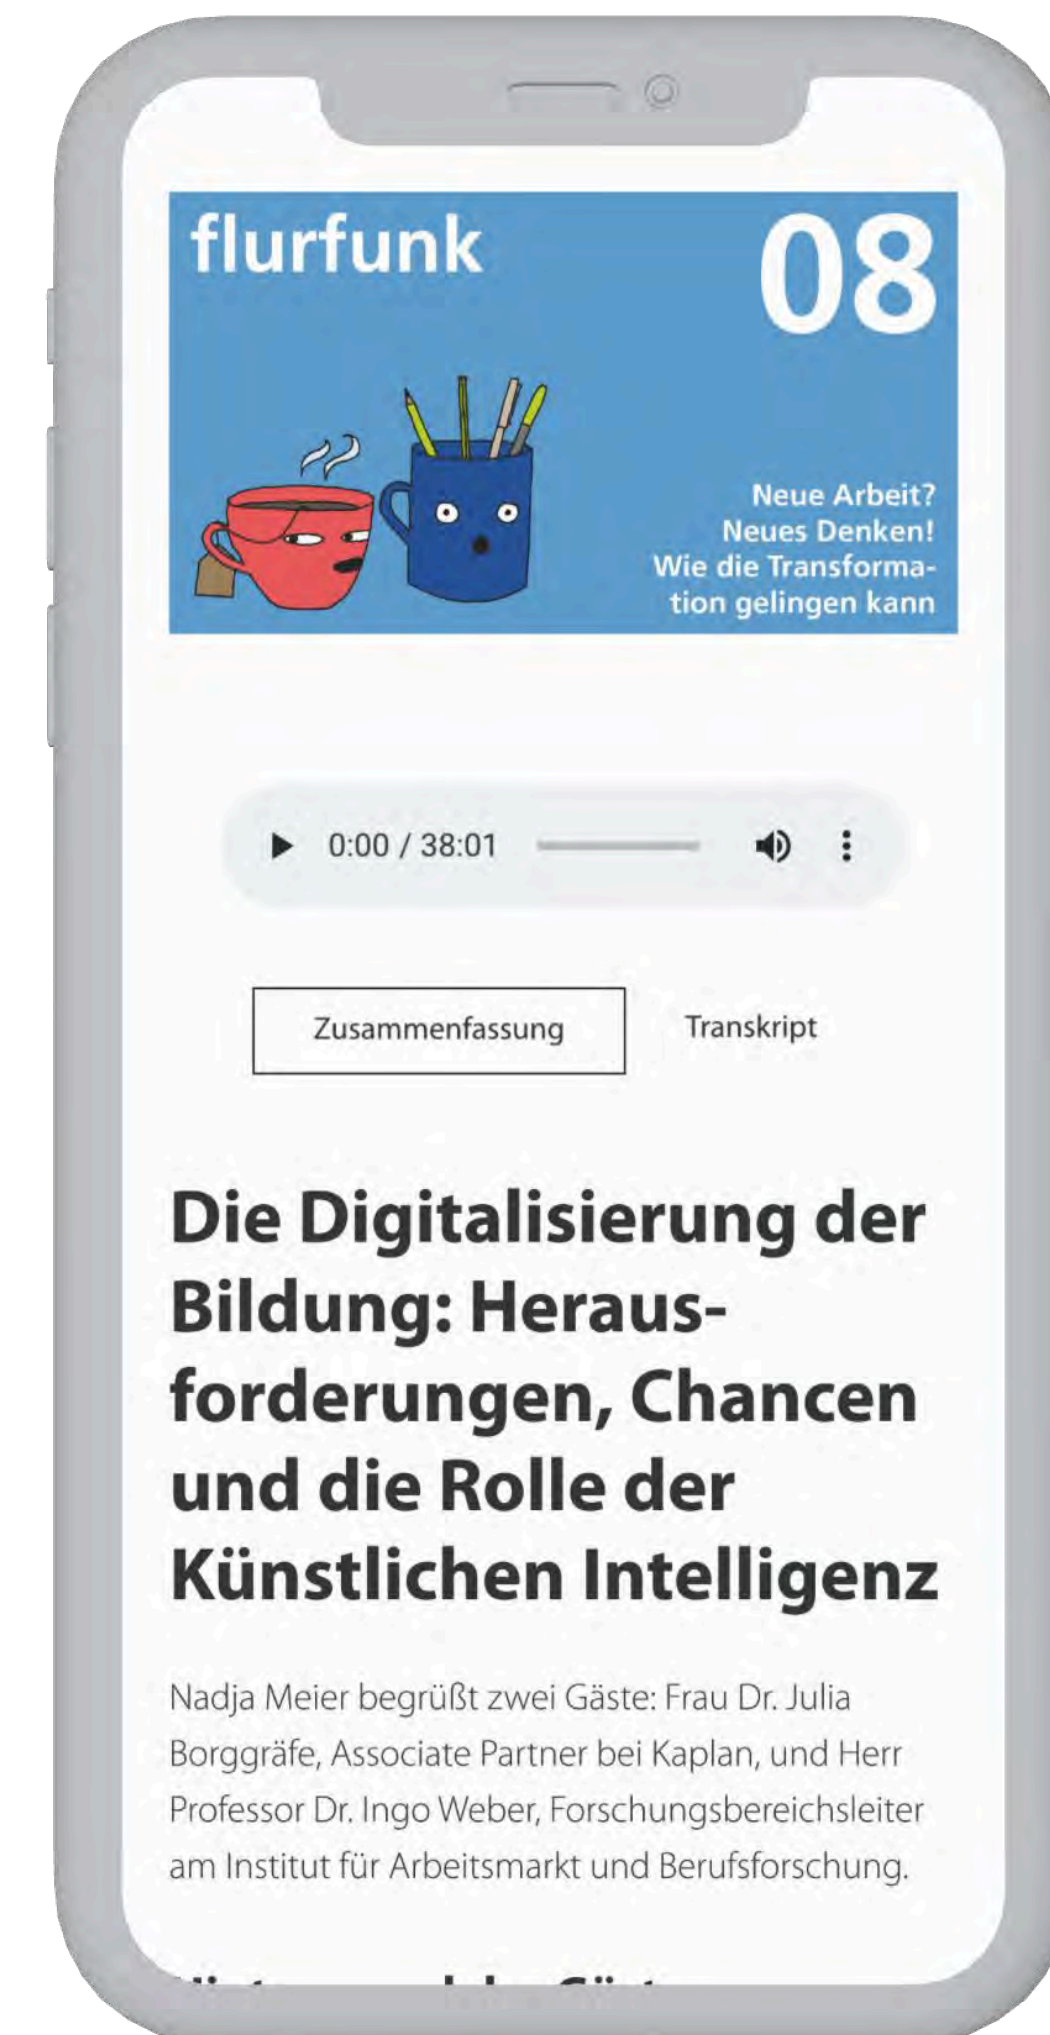 flurfunk
08
Neue Arbeit?
Neues Denken!
Wie die Transforma-
tion gelingen kann
0:00 / 38:01
Zusammenfassung
Transkript
Die Digitalisierung der
Bildung: Heraus-
forderungen, Chancen
und die Rolle der
Künstlichen Intelligenz
Nadja Meier begrüßt zwei Gäste: Frau Dr. Julia
Borggräfe, Associate Partner bei Kaplan, und Herr
Professor Dr. Ingo Weber, Forschungsbereichsleiter
am Institut für Arbeitsmarkt und Berufsforschung.